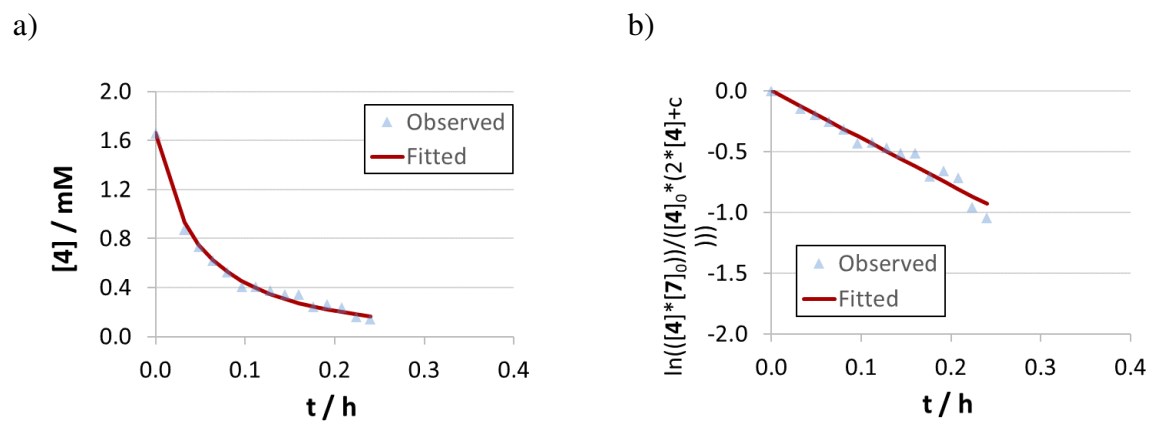 a)
b)
[4] / mM
2.0
1.6
1.2
0.8
0.4
0.0
Observed
Fitted
0.0 0.1 0.2 0.3 0.4
t / h
ln(([4]*[7]₀))/([4]₀*(2*[4]+c
)))
0.0
-0.5
-1.0
-1.5
-2.0
Observed
Fitted
0.0 0.1 0.2 0.3 0.4
t / h